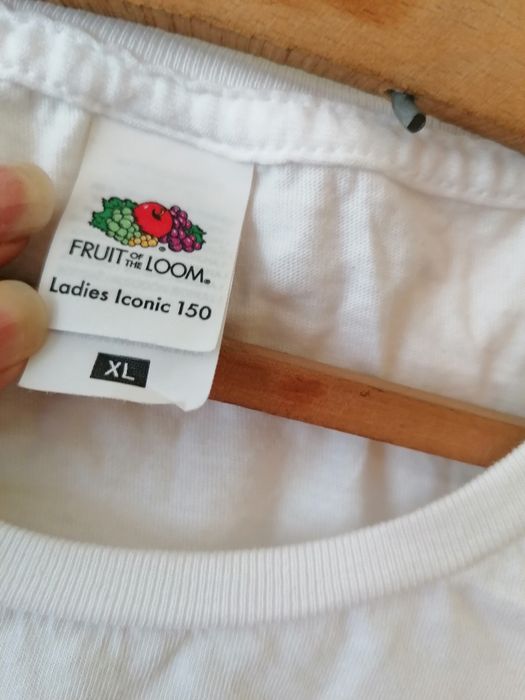 FRUIT OF THE LOOM®
Ladies Iconic 150
XL